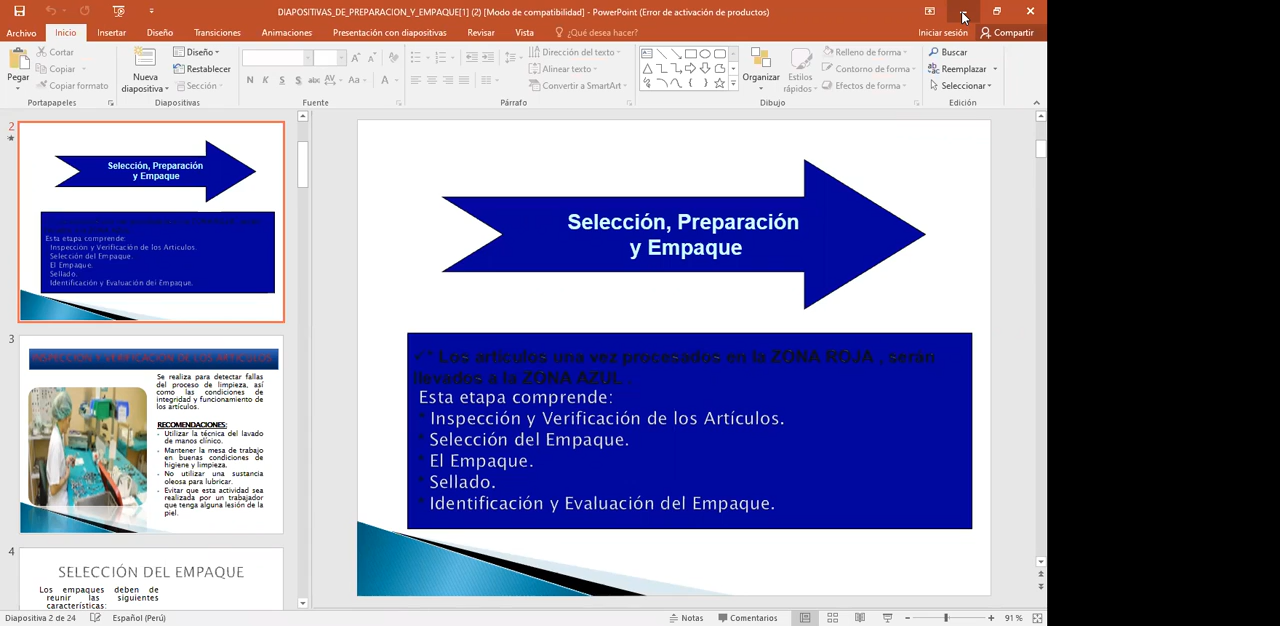 DIAPOSITIVAS_DE_PREPARACION_Y_EMPAQUE[1] (2) [Modo de compatibilidad] - PowerPoint (Error de activación de productos)
Archivo Inicio Insertar Diseño Transiciones Animaciones Presentación con diapositivas Revisar Vista ¿Qué desea hacer? Iniciar sesión Compartir
Pegar
Cortar
Copiar
Copiar formato
Portapapeles
Nueva
diapositiva
Diseño
Restablecer
Sección
Diapositivas
N K S S abc AV Aa A
Fuente
Dirección del texto
Alinear texto
Convertir a SmartArt
Párrafo
Organizar
Estilos
rápidos
Relleno de forma
Contorno de forma
Efectos de forma
Dibujo
Buscar
Reemplazar
Seleccionar
Edición
2
Selección, Preparación
y Empaque
Esta etapa comprende:
Inspección y Verificación de los Artículos.
Selección del Empaque.
El Empaque.
Sellado.
Identificación y Evaluación del Empaque.
3
INSPECCIÓN Y VERIFICACIÓN DE LOS ARTICULOS
Se realiza para detectar fallas
del proceso de limpieza, así
como las condiciones de
integridad y funcionamiento de
los artículos.
RECOMENDACIONES:
- Utilizar la técnica del lavado
de manos clínico.
- Mantener la mesa de trabajo
en buenas condiciones de
higiene y limpieza.
- No utilizar una sustancia
oleosa para lubricar.
- Evitar que esta actividad sea
realizada por un trabajador
que tenga alguna lesión de la
piel.
4
SELECCIÓN DEL EMPAQUE
Los empaques deben de
reunir las siguientes
características:
Selección, Preparación
y Empaque
Los artículos una vez procesados en la ZONA ROJA , serán
llevados a la ZONA AZUL .
Esta etapa comprende:
* Inspección y Verificación de los Artículos.
* Selección del Empaque.
* El Empaque.
* Sellado.
* Identificación y Evaluación del Empaque.
Diapositiva 2 de 24 Español (Perú) Notas Comentarios 91 %